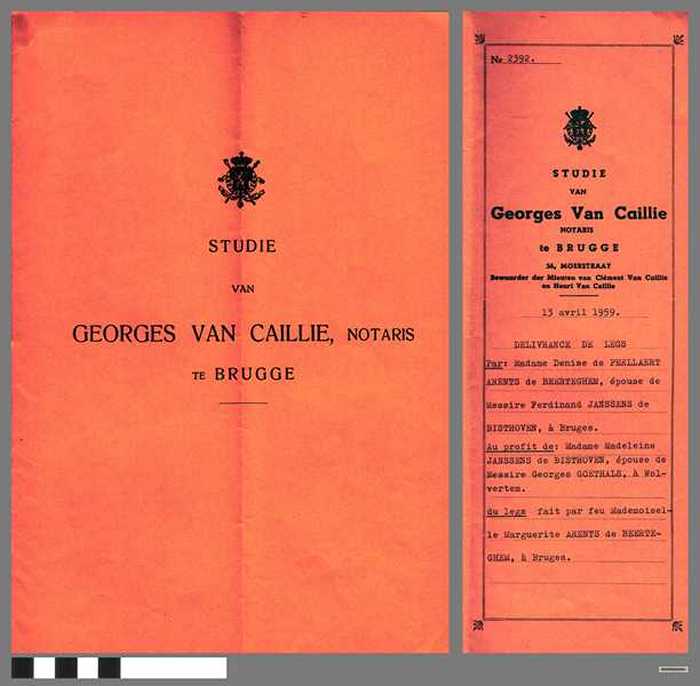 STUDIE
VAN
GEORGES VAN CAILLIE, NOTARIS
TE BRUGGE
Nr 2392.
STUDIE
VAN
Georges Van Caillie
NOTARIS
te BRUGGE
36, MOERSTRAAT
Bewaarder der Minuten van Clément Van Caillie
en Henri Van Caillie
13 avril 1959.
DELIVRANCE DE LEGS
Par: Madame Denise de PEELLAERT
ARENTS de BEERTEGHEM, épouse de
Messire Ferdinand JANSSENS de
BISTHOVEN, à Bruges.
Au profit de: Madame Madeleine
JANSSENS de BISTHOVEN, épouse de
Messire Georges GOETHALS, à Wol-
vertem.
du legs fait par feu Mademoisel-
le Marguerite ARENTS de BEERTE-
GHEM, à Bruges.